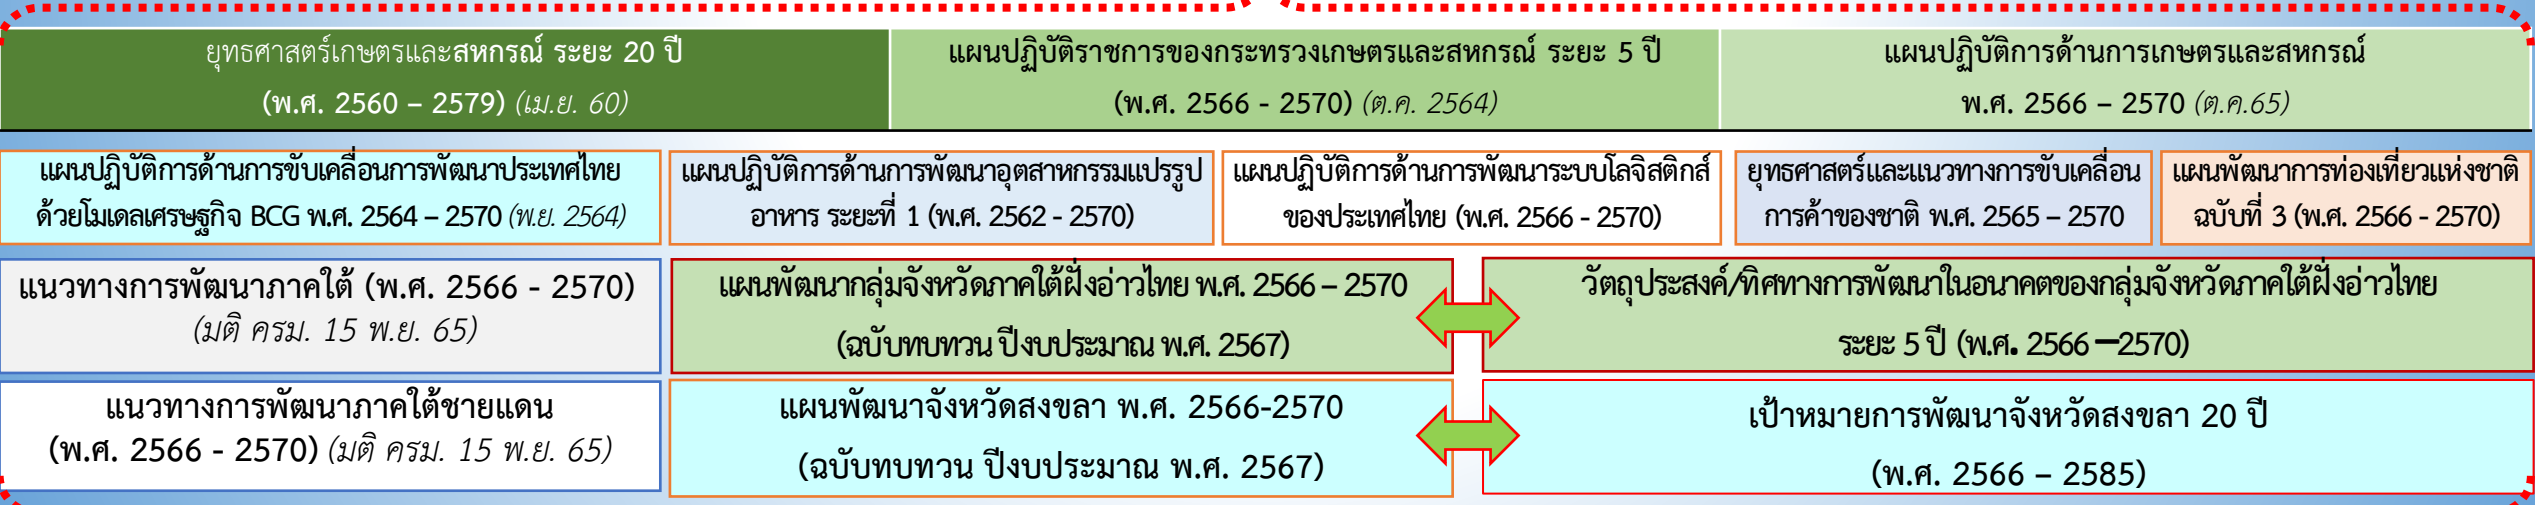 ยุทธศาสตร์เกษตรและสหกรณ์ ระยะ 20 ปี
(พ.ศ. 2560 – 2579) (เม.ย. 60)
แผนปฏิบัติราชการของกระทรวงเกษตรและสหกรณ์ ระยะ 5 ปี
(พ.ศ. 2566 - 2570) (ต.ค. 2564)
แผนปฏิบัติการด้านการเกษตรและสหกรณ์
พ.ศ. 2566 – 2570 (ต.ค.65)
แผนปฏิบัติการด้านการขับเคลื่อนการพัฒนาประเทศไทย
ด้วยโมเดลเศรษฐกิจ BCG พ.ศ. 2564 – 2570 (พ.ย. 2564)
แผนปฏิบัติการด้านการพัฒนาอุตสาหกรรมแปรรูป
อาหาร ระยะที่ 1 (พ.ศ. 2562 - 2570)
แผนปฏิบัติการด้านการพัฒนาระบบโลจิสติกส์
ของประเทศไทย (พ.ศ. 2566 - 2570)
ยุทธศาสตร์และแนวทางการขับเคลื่อน
การค้าของชาติ พ.ศ. 2565 – 2570
แผนพัฒนาการท่องเที่ยวแห่งชาติ
ฉบับที่ 3 (พ.ศ. 2566 - 2570)
แนวทางการพัฒนาภาคใต้ (พ.ศ. 2566 - 2570)
(มติ ครม. 15 พ.ย. 65)
แผนพัฒนากลุ่มจังหวัดภาคใต้ฝั่งอ่าวไทย พ.ศ. 2566 – 2570
(ฉบับทบทวน ปีงบประมาณ พ.ศ. 2567)
วัตถุประสงค์/ทิศทางการพัฒนาในอนาคตของกลุ่มจังหวัดภาคใต้ฝั่งอ่าวไทย
ระยะ 5 ปี (พ.ศ. 2566 –2570)
แนวทางการพัฒนาภาคใต้ชายแดน
(พ.ศ. 2566 - 2570) (มติ ครม. 15 พ.ย. 65)
แผนพัฒนาจังหวัดสงขลา พ.ศ. 2566-2570
(ฉบับทบทวน ปีงบประมาณ พ.ศ. 2567)
เป้าหมายการพัฒนาจังหวัดสงขลา 20 ปี
(พ.ศ. 2566 – 2585)